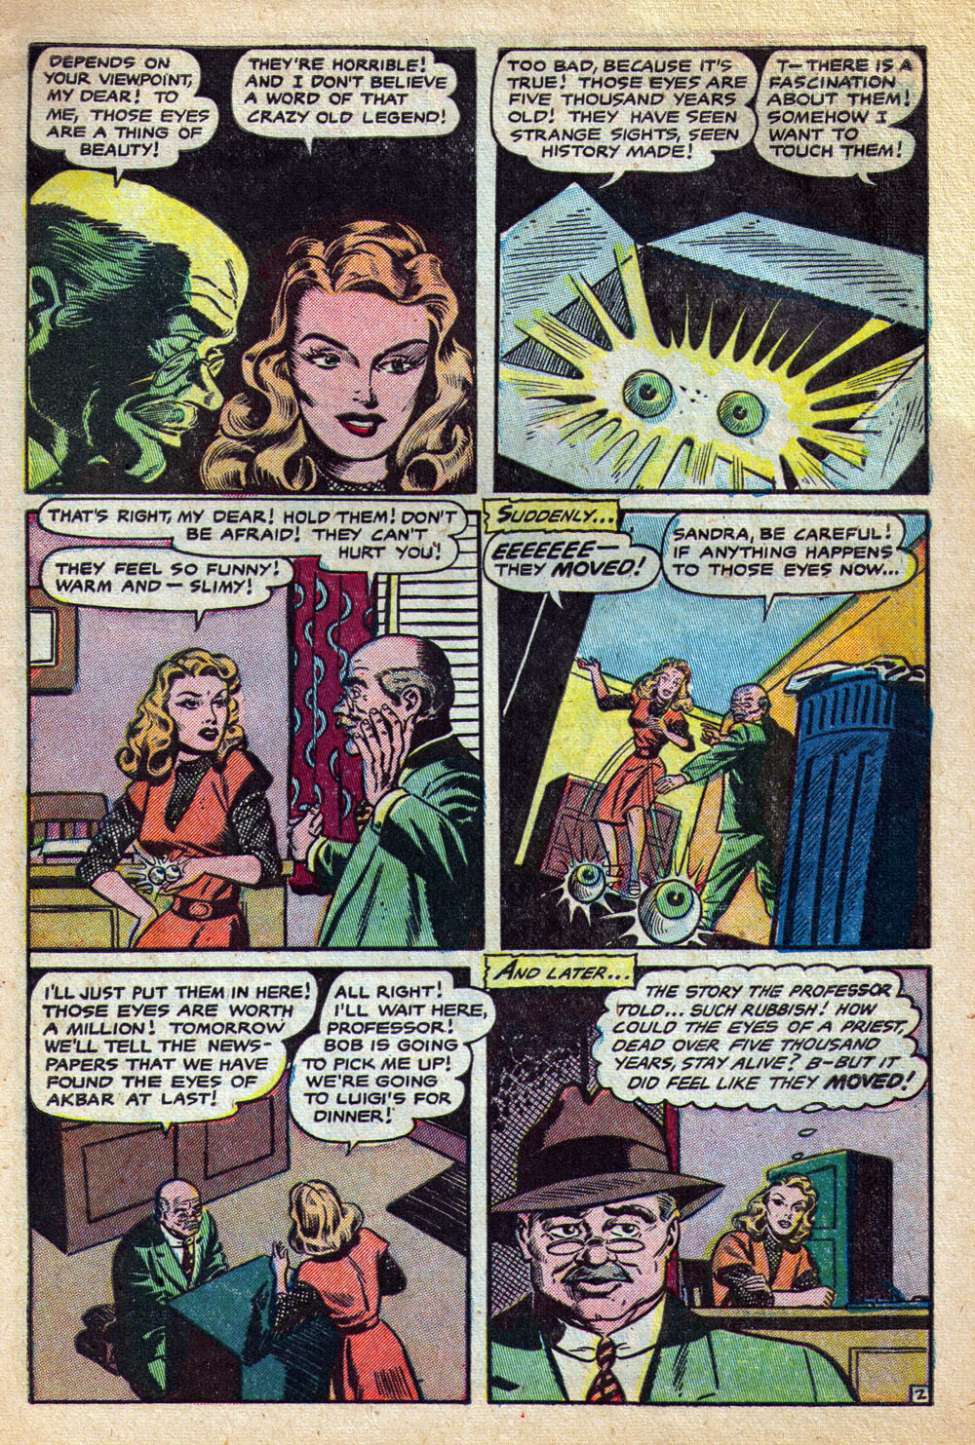 DEPENDS ON
YOUR VIEWPOINT,
MY DEAR! TO
ME, THOSE EYES
ARE A THING OF
BEAUTY!
THEY'RE HORRIBLE!
AND I DON'T BELIEVE
A WORD OF THAT
CRAZY OLD LEGEND!
TOO BAD, BECAUSE IT'S
TRUE! THOSE EYES ARE
FIVE THOUSAND YEARS
OLD! THEY HAVE SEEN
STRANGE SIGHTS, SEEN
HISTORY MADE!
T-THERE IS A
FASCINATION
ABOUT THEM!
SOMEHOW I
WANT TO
TOUCH THEM!
THAT'S RIGHT, MY DEAR! HOLD THEM! DON'T
BE AFRAID! THEY CAN'T
HURT YOU!
THEY FEEL SO FUNNY!
WARM AND — SLIMY!
SUDDENLY...
EEEEEEE—
THEY MOVED!
SANDRA, BE CAREFUL!
IF ANYTHING HAPPENS
TO THOSE EYES NOW...
I'LL JUST PUT THEM IN HERE!
THOSE EYES ARE WORTH
A MILLION! TOMORROW
WE'LL TELL THE NEWS-
PAPERS THAT WE HAVE
FOUND THE EYES OF
AKBAR AT LAST!
ALL RIGHT!
I'LL WAIT HERE,
PROFESSOR!
BOB IS GOING
TO PICK ME UP!
WE'RE GOING
TO LUIGI'S FOR
DINNER!
AND LATER...
THE STORY THE PROFESSOR
TOLD... SUCH RUBBISH! HOW
COULD THE EYES OF A PRIEST,
DEAD OVER FIVE THOUSAND
YEARS, STAY ALIVE? B-BUT IT
DID FEEL LIKE THEY MOVED!
2